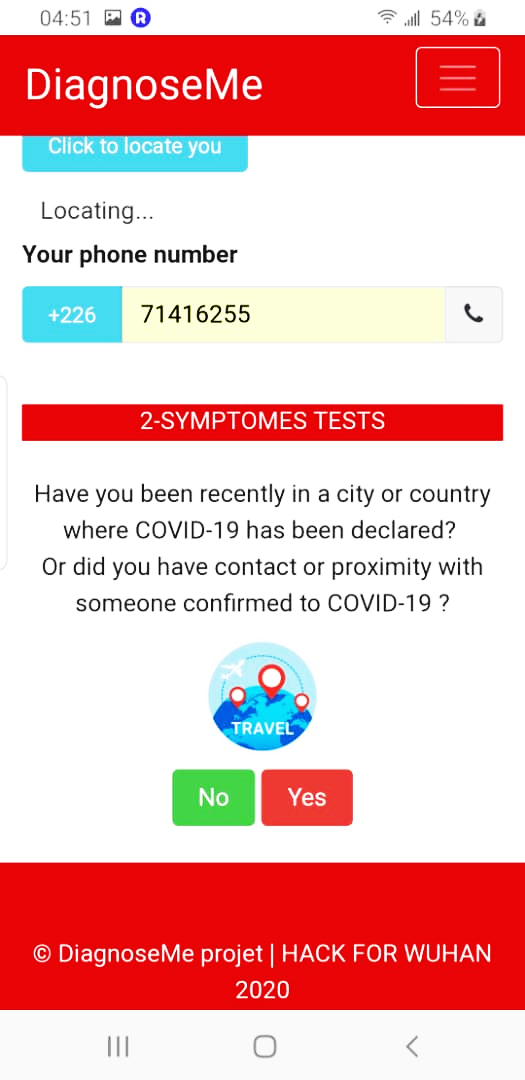 04:51 R 54%
DiagnoseMe
Click to locate you
Locating...
Your phone number
+226 71416255
2-SYMPTOMES TESTS
Have you been recently in a city or country
where COVID-19 has been declared?
Or did you have contact or proximity with
someone confirmed to COVID-19 ?
TRAVEL
No Yes
© DiagnoseMe projet | HACK FOR WUHAN
2020